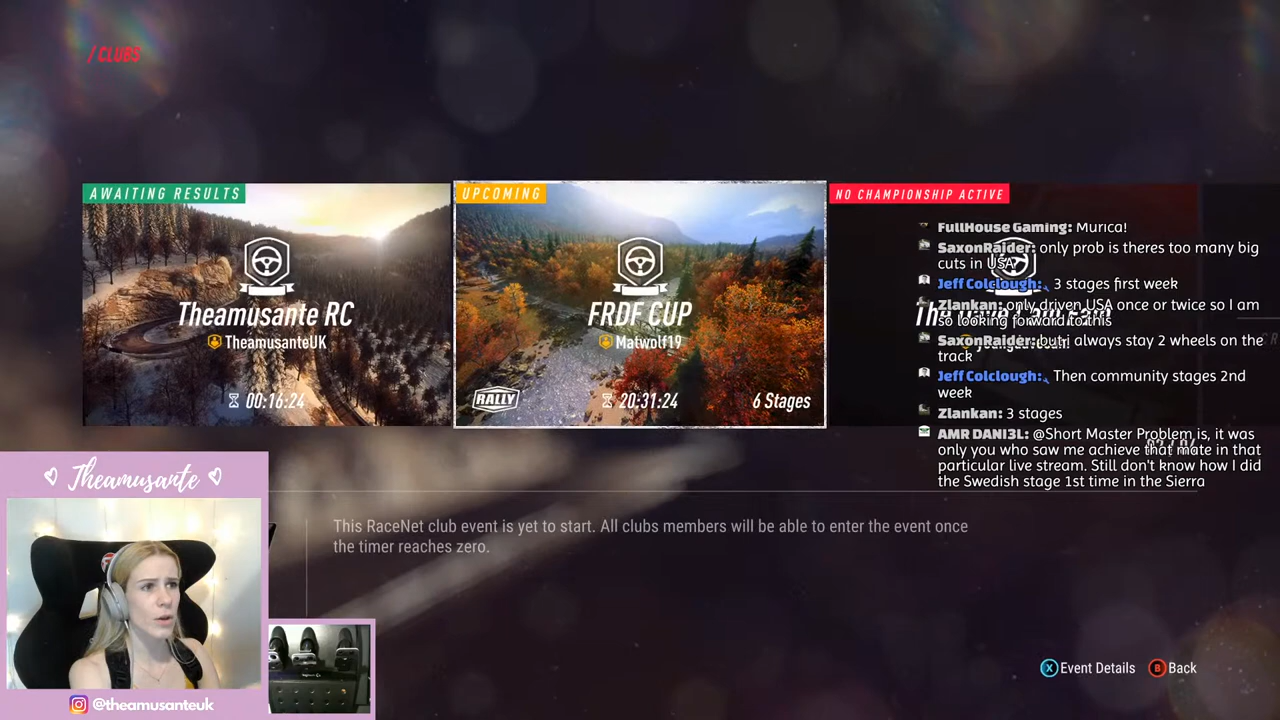 / CLUBS
AWAITING RESULTS
Theamusante RC
TheamusanteUK
00:16:24
UPCOMING
FRDF CUP
Matwolf19
RALLY
20:31:24
6 Stages
NO CHAMPIONSHIP ACTIVE
FullHouse Gaming: Murica!
SaxonRaider: only prob is theres too many big
cuts in USA
Jeff Colclough: 3 stages first week
Zlankan: only driven USA once or twice so I am
so looking forward to this
SaxonRaider: but i always stay 2 wheels on the
track
Jeff Colclough: Then community stages 2nd
week
Zlankan: 3 stages
AMR DANI3L: @Short Master Problem is, it was
only you who saw me achieve that mate in that
particular live stream. Still don't know how I did
the Swedish stage 1st time in the Sierra
Theamusante
This RaceNet club event is yet to start. All clubs members will be able to enter the event once
the timer reaches zero.
@theamusanteuk
X Event Details
B Back